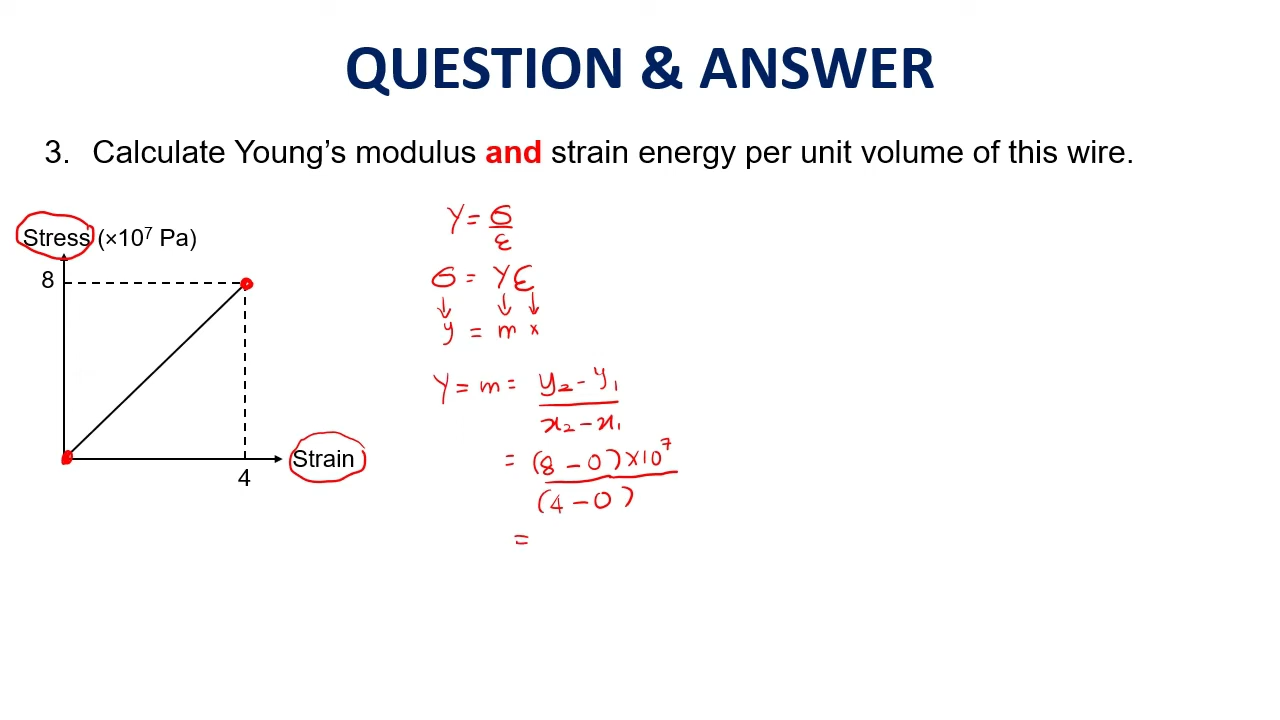 QUESTION & ANSWER
3. Calculate Young's modulus and strain energy per unit volume of this wire.
Stress (×10⁷ Pa)
8
4
Strain
Y = σ/ε
σ = Yε
↓ ↓ ↓
y = m x
Y = m = y₂ - y₁ / x₂ - x₁
= (8 - 0) × 10⁷ / (4 - 0)
=